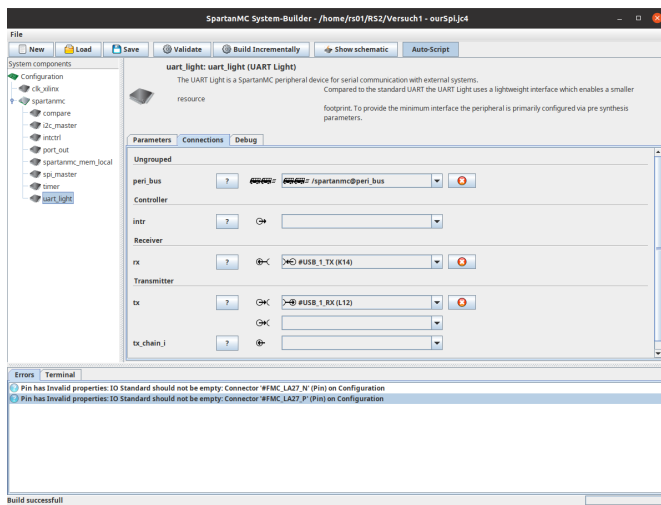 SpartanMC System-Builder - /home/rs01/RS2/Versuch1 - ourSpi.jc4
File
New Load Save Validate Build Incrementally Show schematic Auto-Script
System components
Configuration
clk_xilinx
spartanmc
compare
i2c_master
intctrl
port_out
spartanmc_mem_local
spi_master
timer
uart_light
uart_light: uart_light (UART Light)
The UART Light is a SpartanMC peripheral device for serial communication with external systems.
Compared to the standard UART the UART Light uses a lightweight interface which enables a smaller
resource
footprint. To provide the minimum interface the peripheral is primarily configured via pre synthesis
parameters.
Parameters Connections Debug
Ungrouped
peri_bus ? /spartanmc@peri_bus
Controller
intr ?
Receiver
rx ? #USB_1_TX (K14)
Transmitter
tx ? #USB_1_RX (L12)
tx_chain_i ?
Errors Terminal
Pin has Invalid properties: IO Standard should not be empty: Connector '#FMC_LA27_N' (Pin) on Configuration
Pin has Invalid properties: IO Standard should not be empty: Connector '#FMC_LA27_P' (Pin) on Configuration
Build successfull